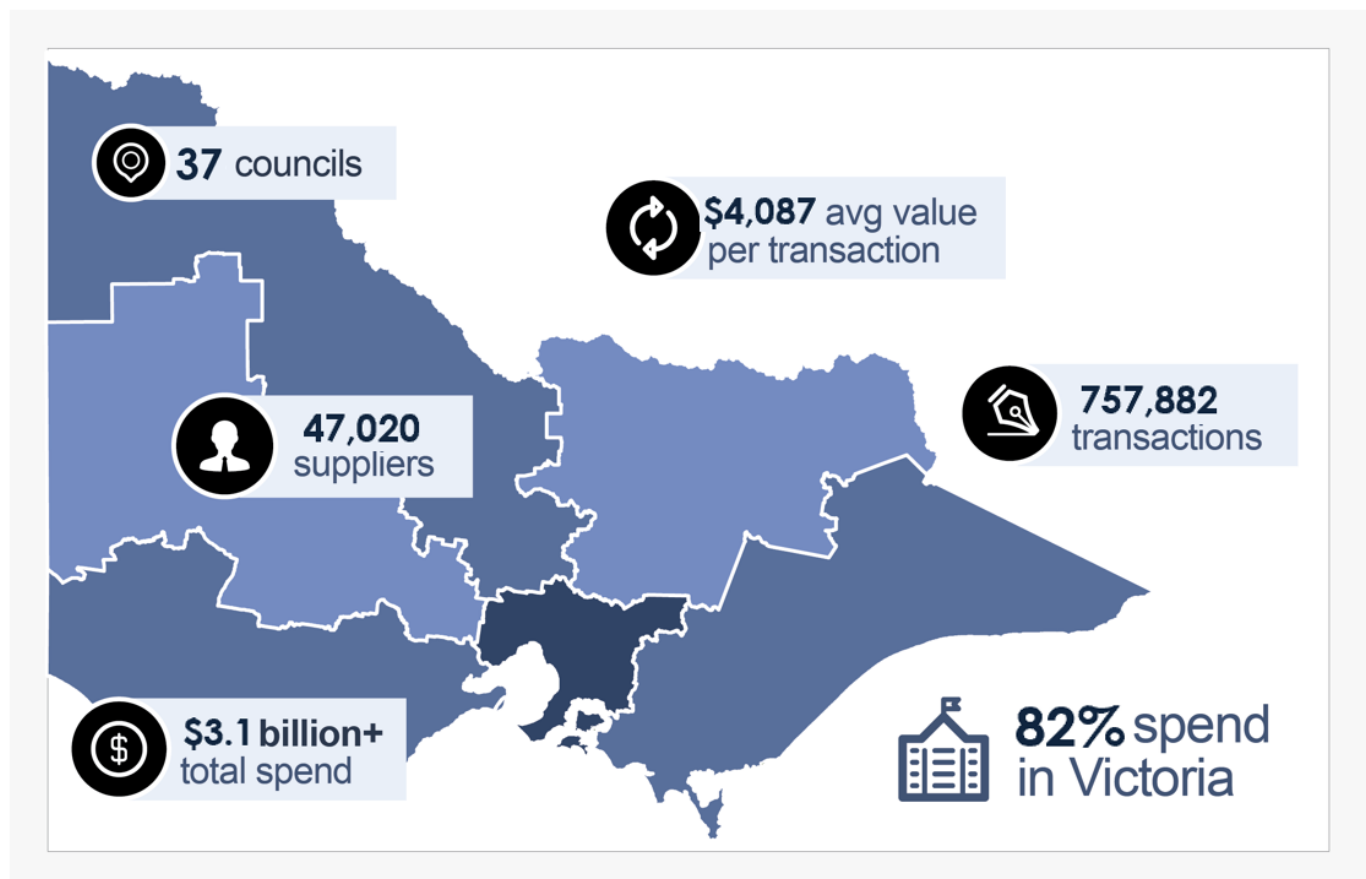 37 councils
$4,087 avg value
per transaction
757,882
transactions
47,020
suppliers
$3.1 billion+
total spend
82% spend
in Victoria